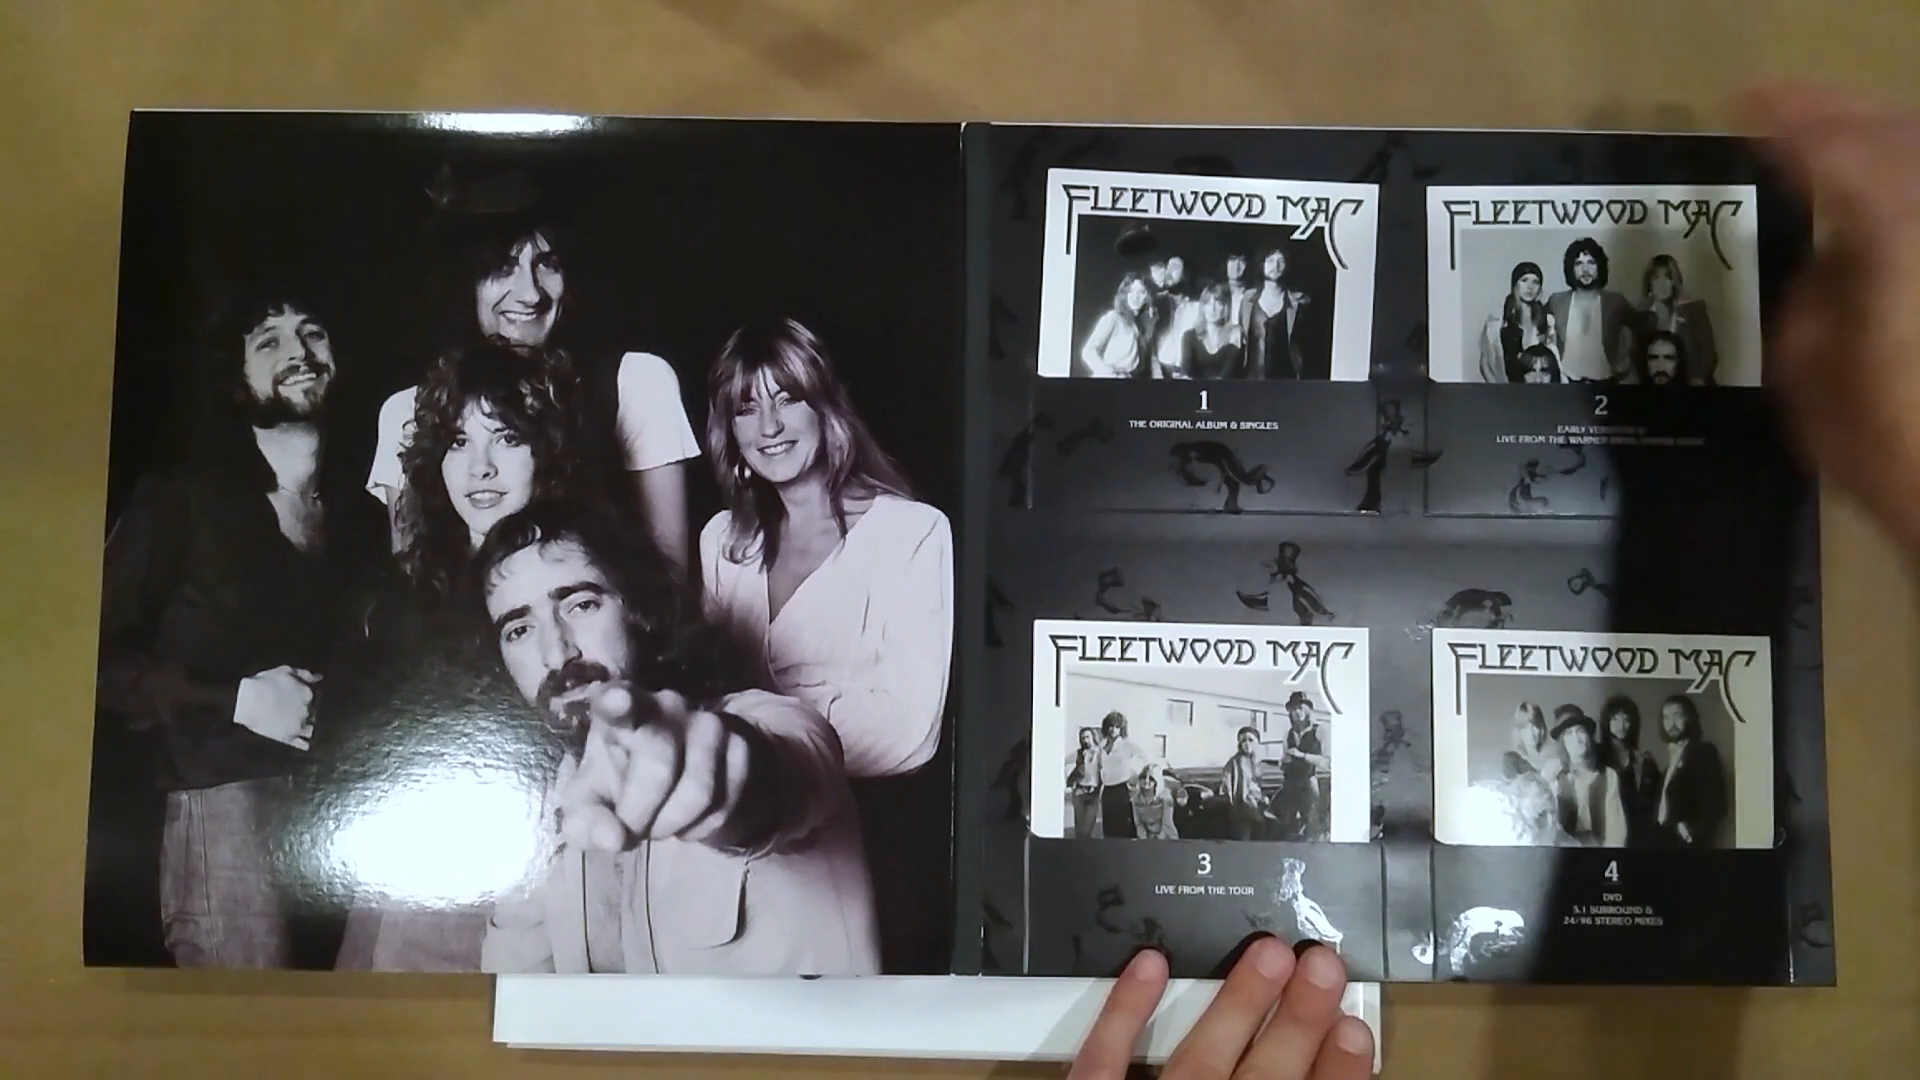 FLEETWOOD MAC
1
THE ORIGINAL ALBUM & SINGLES
FLEETWOOD MAC
2
EARLY
LIVE FROM THE WARNER
FLEETWOOD MAC
3
LIVE FROM THE TOUR
FLEETWOOD MAC
4
DVD
5.1 SURROUND &
24/96 STEREO MIXES